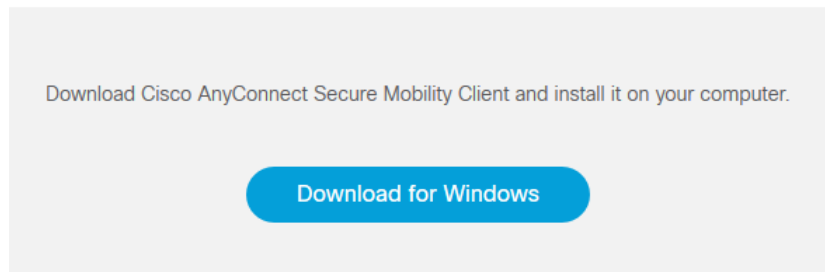 Download Cisco AnyConnect Secure Mobility Client and install it on your computer.
Download for Windows